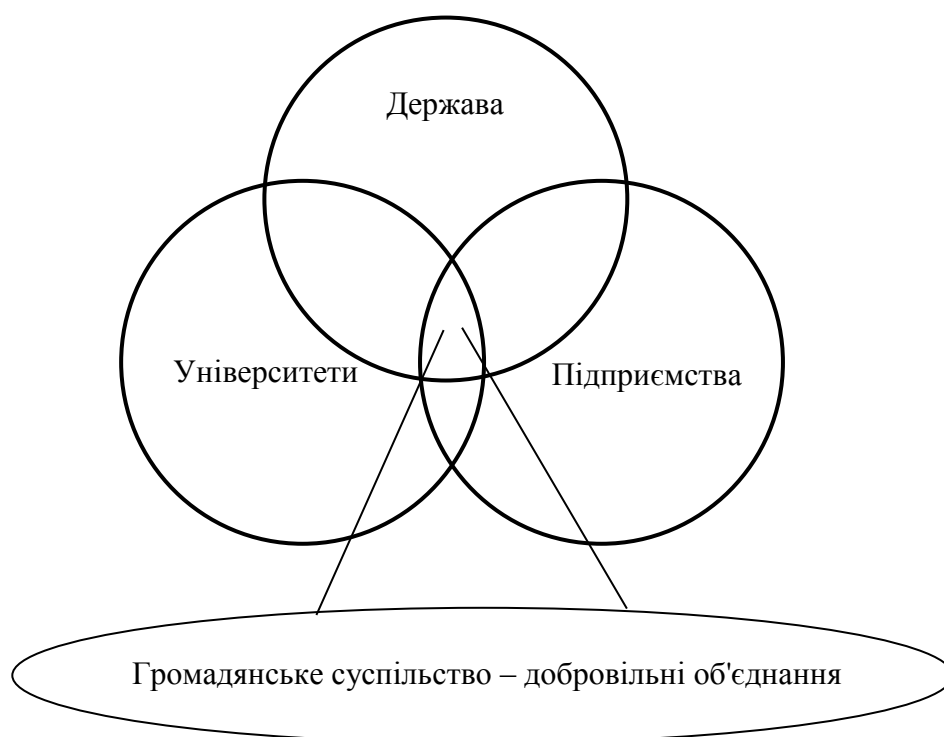 Держава
Університети
Підприємства
Громадянське суспільство – добровільні об'єднання